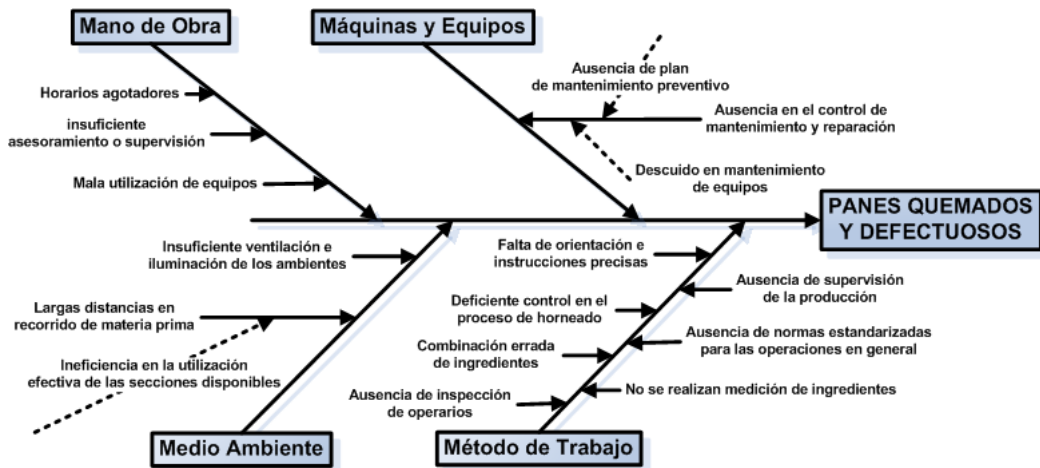 Mano de Obra
Máquinas y Equipos
Horarios agotadores
insuficiente
asesoramiento o supervisión
Mala utilización de equipos
Ausencia de plan
de mantenimiento preventivo
Ausencia en el control de
mantenimiento y reparación
Descuido en mantenimiento
de equipos
PANES QUEMADOS
Y DEFECTUOSOS
Insuficiente ventilación e
iluminación de los ambientes
Largas distancias en
recorrido de materia prima
Ineficiencia en la utilización
efectiva de las secciones disponibles
Falta de orientación e
instrucciones precisas
Ausencia de supervisión
de la producción
Deficiente control en el
proceso de horneado
Ausencia de normas estandarizadas
para las operaciones en general
Combinación errada
de ingredientes
No se realizan medición de ingredientes
Ausencia de inspección
de operarios
Medio Ambiente
Método de Trabajo